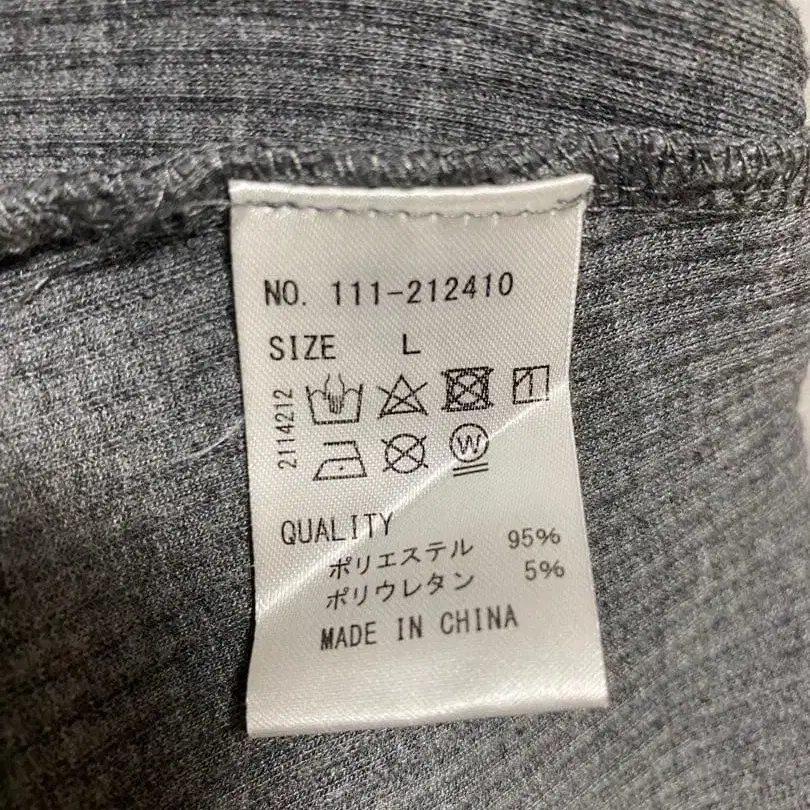 NO. 111-212410
SIZE L
2114212
W
QUALITY
ポリエステル 95%
ポリウレタン 5%
MADE IN CHINA